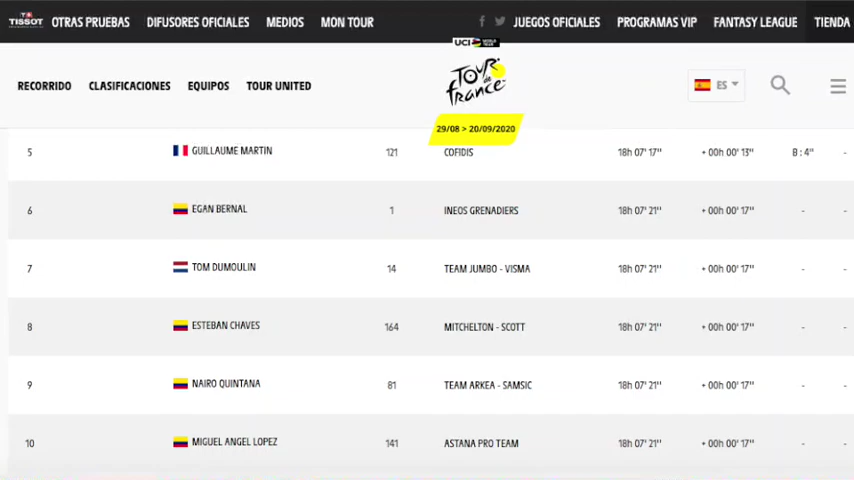 TISSOT OTRAS PRUEBAS DIFUSORES OFICIALES MEDIOS MON TOUR JUEGOS OFICIALES PROGRAMAS VIP FANTASY LEAGUE TIENDA
UCI WORLD TOUR
RECORRIDO CLASIFICACIONES EQUIPOS TOUR UNITED TOUR de france ES
29/08 > 20/09/2020
5 GUILLAUME MARTIN 121 COFIDIS 18h 07' 17'' + 00h 00' 13'' B : 4'' -
6 EGAN BERNAL 1 INEOS GRENADIERS 18h 07' 21'' + 00h 00' 17'' - -
7 TOM DUMOULIN 14 TEAM JUMBO - VISMA 18h 07' 21'' + 00h 00' 17'' - -
8 ESTEBAN CHAVES 164 MITCHELTON - SCOTT 18h 07' 21'' + 00h 00' 17'' - -
9 NAIRO QUINTANA 81 TEAM ARKEA - SAMSIC 18h 07' 21'' + 00h 00' 17'' - -
10 MIGUEL ANGEL LOPEZ 141 ASTANA PRO TEAM 18h 07' 21'' + 00h 00' 17'' - -